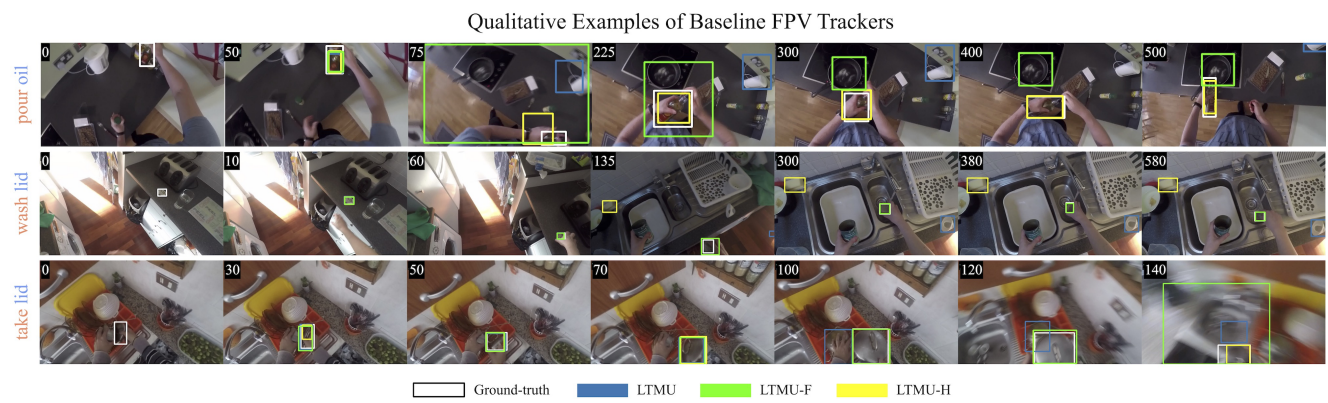 Qualitative Examples of Baseline FPV Trackers
pour oil
0 50 75 225 300 400 500
wash lid
0 10 60 135 300 380 580
take lid
0 30 50 70 100 120 140
Ground-truth LTMU LTMU-F LTMU-H